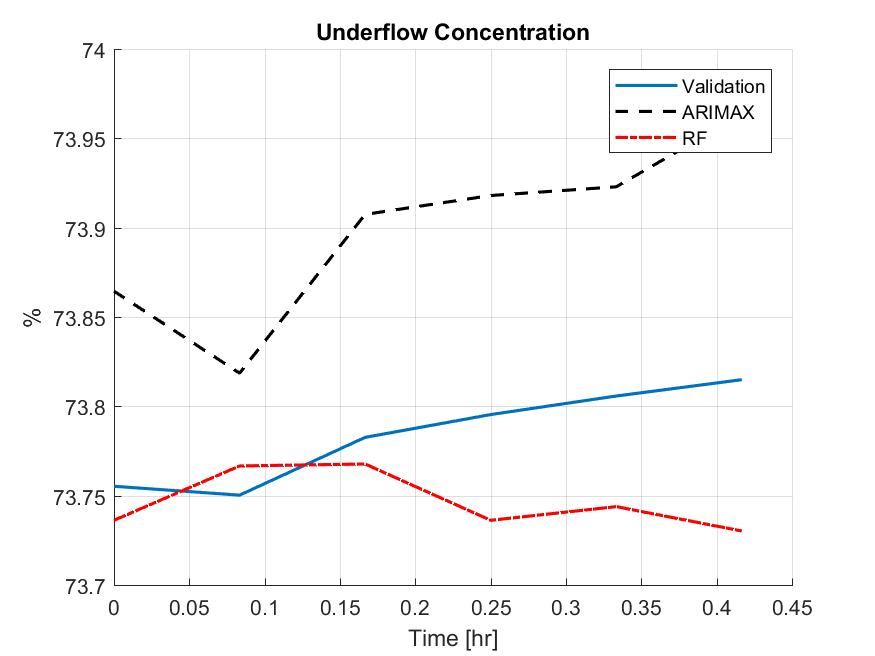 Underflow Concentration
74
73.95
73.9
73.85
73.8
73.75
73.7
%
Validation
ARIMAX
RF
0 0.05 0.1 0.15 0.2 0.25 0.3 0.35 0.4 0.45
Time [hr]